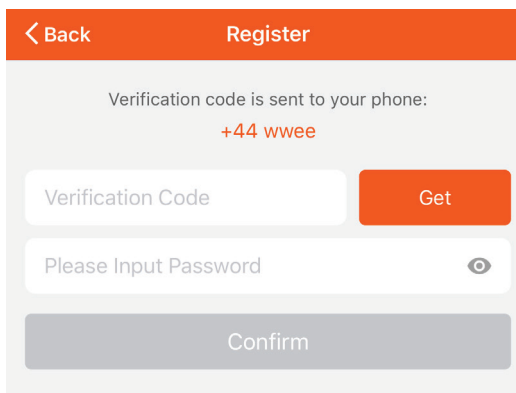 Back
Register
Verification code is sent to your phone:
+44 wwee
Verification Code
Get
Please Input Password
Confirm